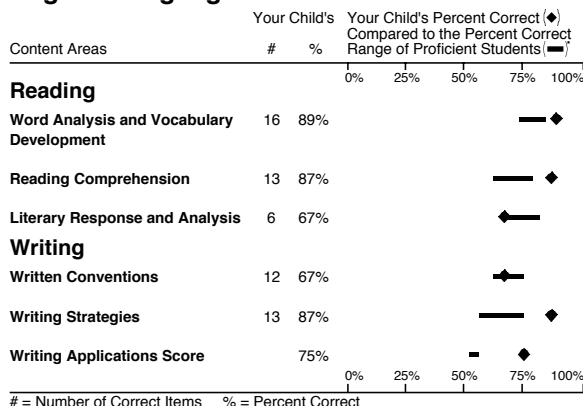 Your Child's Your Child's Percent Correct (◆)
Compared to the Percent Correct
Content Areas # % Range of Proficient Students (▬)*
0% 25% 50% 75% 100%
Reading
Word Analysis and Vocabulary 16 89%
Development
Reading Comprehension 13 87%
Literary Response and Analysis 6 67%
Writing
Written Conventions 12 67%
Writing Strategies 13 87%
Writing Applications Score 75%
0% 25% 50% 75% 100%
# = Number of Correct Items % = Percent Correct